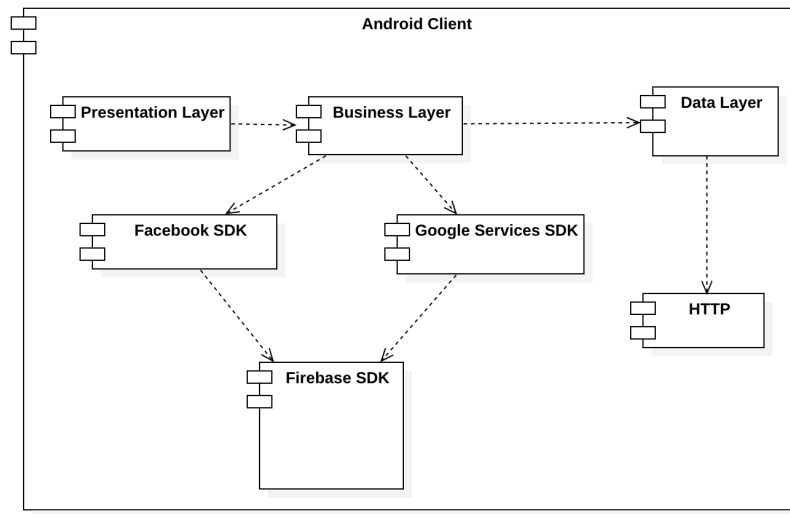 Android Client
Presentation Layer
Business Layer
Data Layer
Facebook SDK
Google Services SDK
HTTP
Firebase SDK